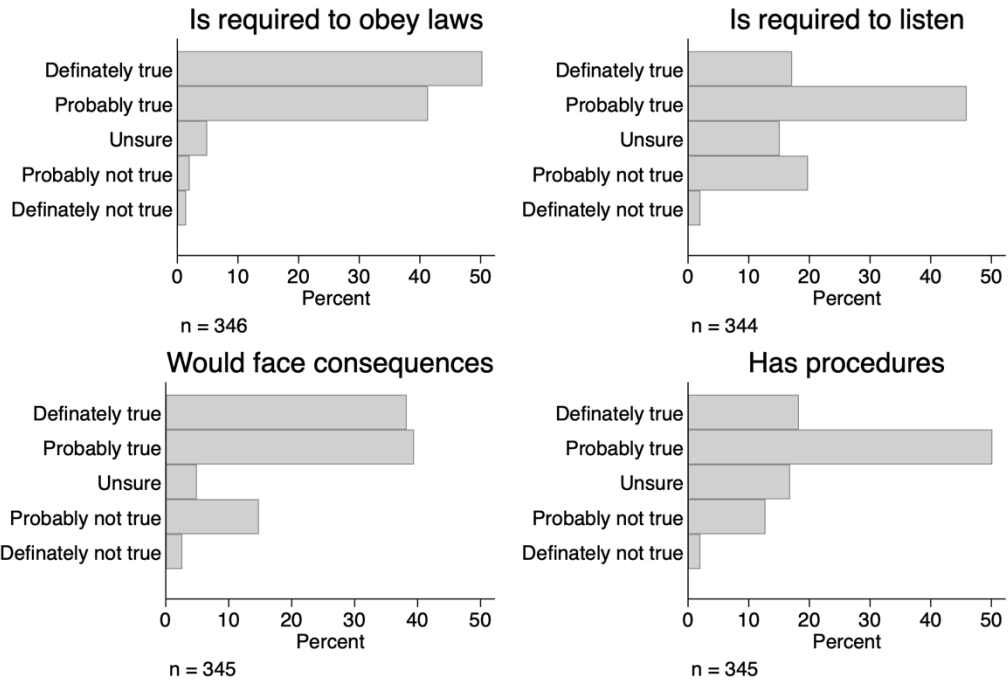 Is required to obey laws
Definately true
Probably true
Unsure
Probably not true
Definately not true
0 10 20 30 40 50
Percent
n = 346
Is required to listen
Definately true
Probably true
Unsure
Probably not true
Definately not true
0 10 20 30 40 50
Percent
n = 344
Would face consequences
Definately true
Probably true
Unsure
Probably not true
Definately not true
0 10 20 30 40 50
Percent
n = 345
Has procedures
Definately true
Probably true
Unsure
Probably not true
Definately not true
0 10 20 30 40 50
Percent
n = 345